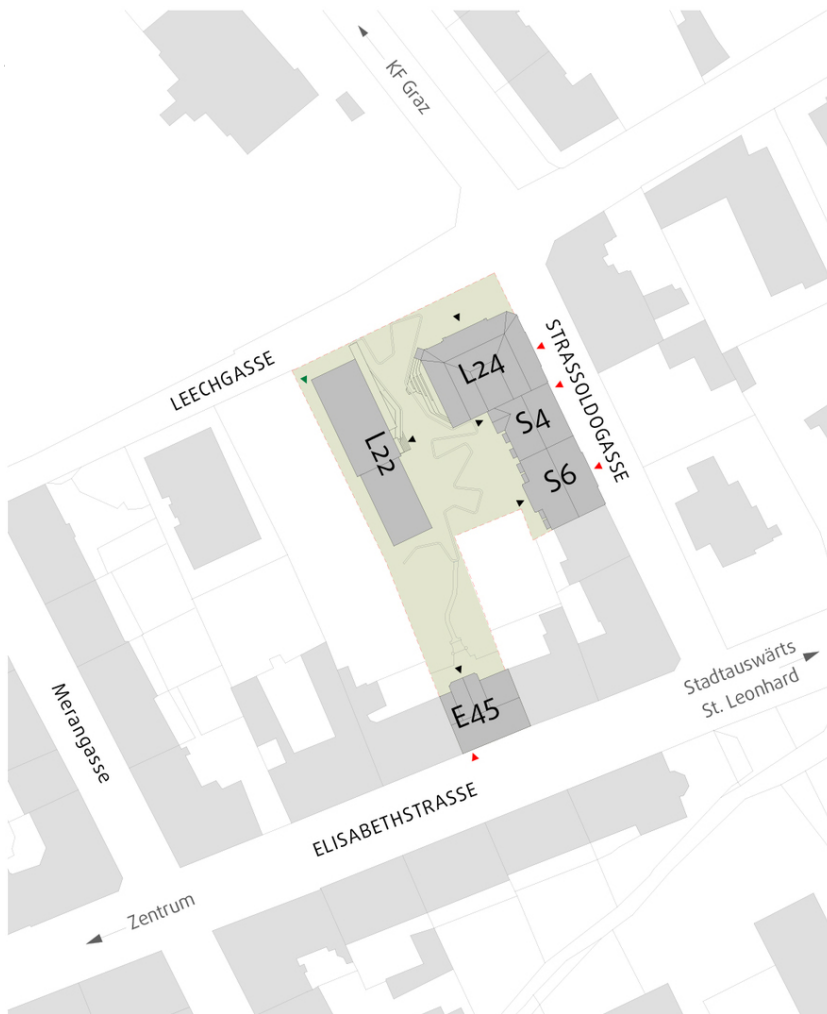 KF Graz
LEECHGASSE
STRASSOLDOGASSE
L24
S4
L22
S6
Merangasse
E45
Stadtauswärts
St. Leonhard
ELISABETHSTRASSE
Zentrum